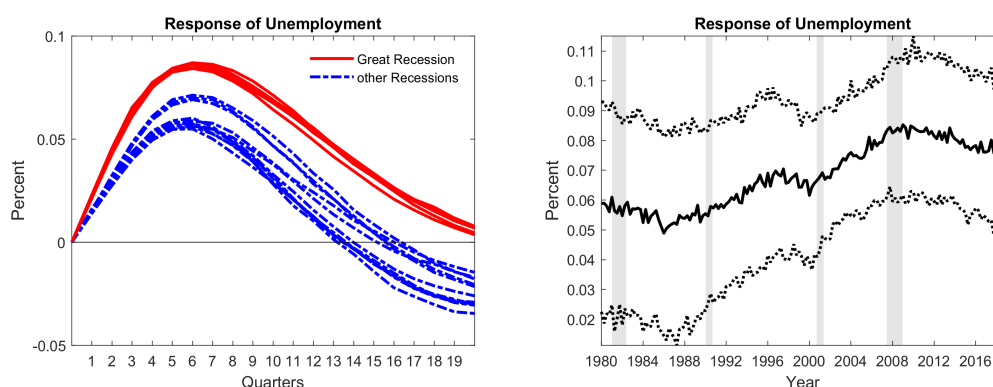 Response of Unemployment
0.1
0.05
0
-0.05
Percent
Great Recession
other Recessions
1 2 3 4 5 6 7 8 9 10 11 12 13 14 15 16 17 18 19
Quarters
Response of Unemployment
0.11
0.1
0.09
0.08
0.07
0.06
0.05
0.04
0.03
0.02
Percent
1980 1984 1988 1992 1996 2000 2004 2008 2012 2016
Year